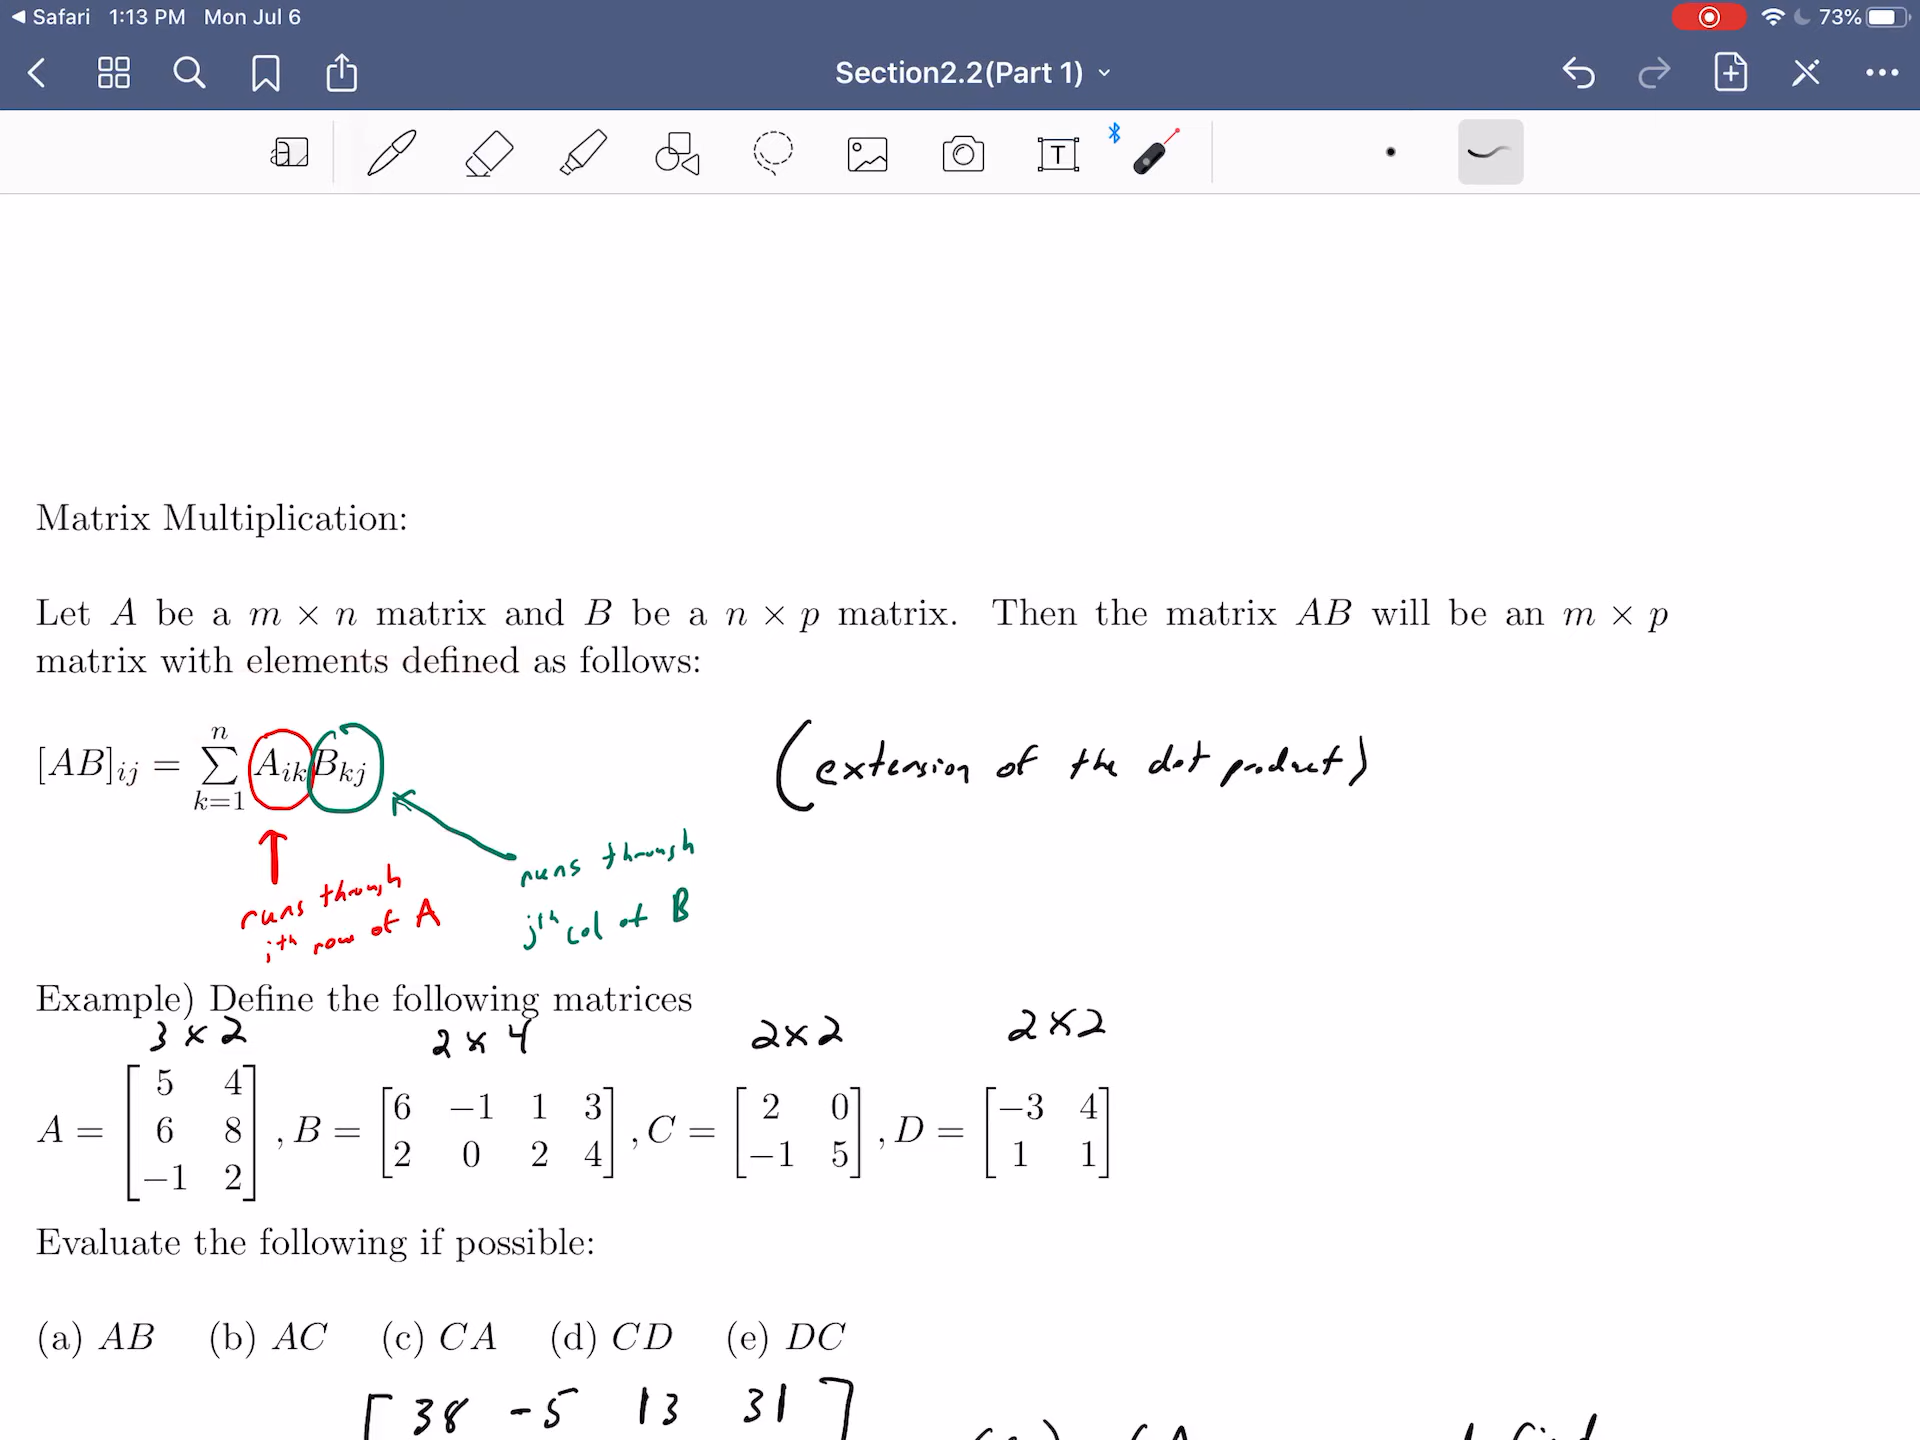 Safari 1:13 PM Mon Jul 6 73%
Section2.2(Part 1)
a T
Matrix Multiplication:
Let A be a m × n matrix and B be a n × p matrix. Then the matrix AB will be an m × p
matrix with elements defined as follows:
[AB]ij = ∑ₖ₌₁ⁿ AikBkj (extension of the dot product)
runs through
ith row of A
runs through
jth col of B
Example) Define the following matrices
3 × 2 2 × 4 2×2 2×2
A = [5 4; 6 8; −1 2], B = [6 −1 1 3; 2 0 2 4], C = [2 0; −1 5], D = [−3 4; 1 1]
Evaluate the following if possible:
(a) AB (b) AC (c) CA (d) CD (e) DC
[38 -5 13 31]